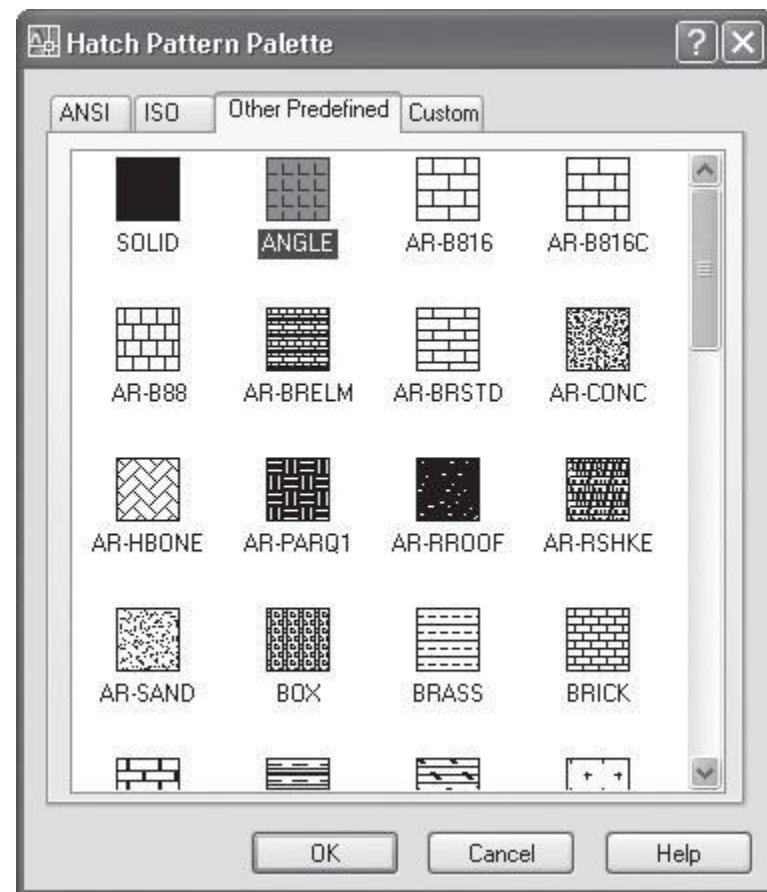 Hatch Pattern Palette
ANSI ISO Other Predefined Custom
SOLID ANGLE AR-B816 AR-B816C
AR-B88 AR-BRELM AR-BRSTD AR-CONC
AR-HBONE AR-PARQ1 AR-RROOF AR-RSHKE
AR-SAND BOX BRASS BRICK
OK Cancel Help